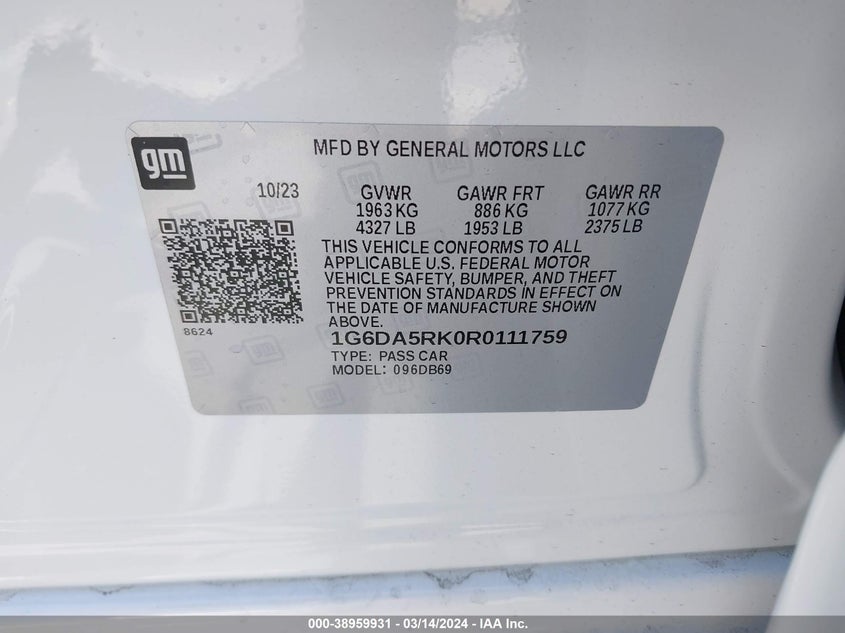 gm
MFD BY GENERAL MOTORS LLC
10/23 GVWR GAWR FRT GAWR RR
1963 KG 886 KG 1077 KG
4327 LB 1953 LB 2375 LB
THIS VEHICLE CONFORMS TO ALL
APPLICABLE U.S. FEDERAL MOTOR
VEHICLE SAFETY, BUMPER, AND THEFT
PREVENTION STANDARDS IN EFFECT ON
THE DATE OF MANUFACTURE SHOWN
ABOVE.
8624
1G6DA5RK0R0111759
TYPE: PASS CAR
MODEL: 096DB69
000-38959931 - 03/14/2024 - IAA Inc.